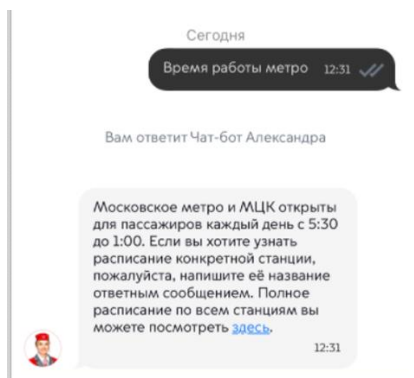 Сегодня
Время работы метро 12:31
Вам ответит Чат-бот Александра
Московское метро и МЦК открыты
для пассажиров каждый день с 5:30
до 1:00. Если вы хотите узнать
расписание конкретной станции,
пожалуйста, напишите её название
ответным сообщением. Полное
расписание по всем станциям вы
можете посмотреть здесь.
12:31